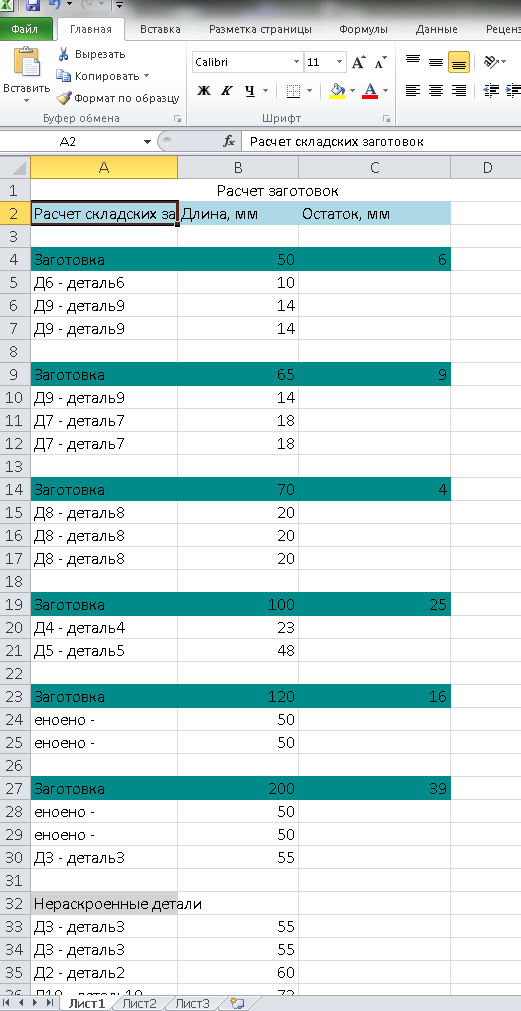 Файл Главная Вставка Разметка страницы Формулы Данные Реценз
Вставить
Вырезать
Копировать
Формат по образцу
Буфер обмена
Calibri 11 A A
Ж К Ч A
Шрифт
A2 fx Расчет складских заготовок
A B C D
1 Расчет заготовок
2 Расчет складских за Длина, мм Остаток, мм
3
4 Заготовка 50 6
5 Д6 - деталь6 10
6 Д9 - деталь9 14
7 Д9 - деталь9 14
8
9 Заготовка 65 9
10 Д9 - деталь9 14
11 Д7 - деталь7 18
12 Д7 - деталь7 18
13
14 Заготовка 70 4
15 Д8 - деталь8 20
16 Д8 - деталь8 20
17 Д8 - деталь8 20
18
19 Заготовка 100 25
20 Д4 - деталь4 23
21 Д5 - деталь5 48
22
23 Заготовка 120 16
24 еноено - 50
25 еноено - 50
26
27 Заготовка 200 39
28 еноено - 50
29 еноено - 50
30 Д3 - деталь3 55
31
32 Нераскроенные детали
33 Д3 - деталь3 55
34 Д3 - деталь3 55
35 Д2 - деталь2 60
36 Д10 - деталь10 72
Лист1 Лист2 Лист3